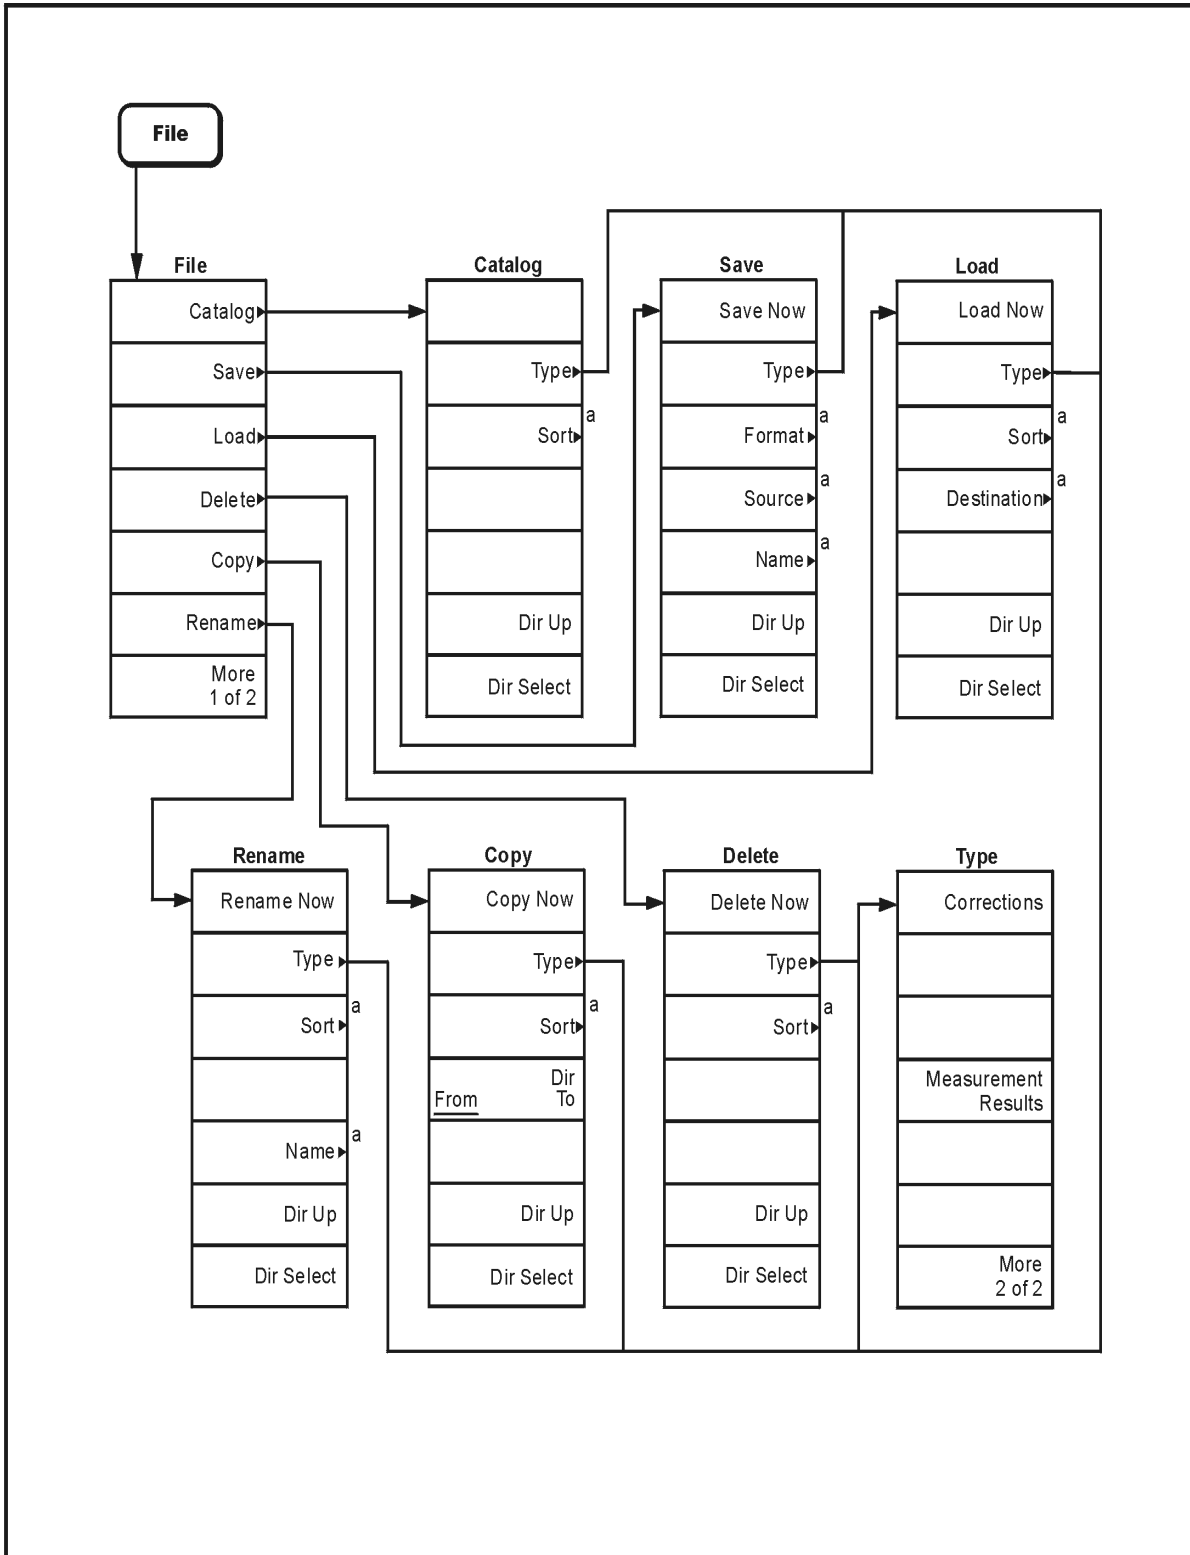 File
File
Catalog
Save
Load
Delete
Copy
Rename
More
1 of 2
Catalog
Type
a
Sort
Dir Up
Dir Select
Save
Save Now
Type
a
Format
a
Source
a
Name
Dir Up
Dir Select
Load
Load Now
Type
a
Sort
a
Destination
Dir Up
Dir Select
Rename
Rename Now
Type
a
Sort
a
Name
Dir Up
Dir Select
Copy
Copy Now
Type
a
Sort
Dir
From To
Dir Up
Dir Select
Delete
Delete Now
Type
a
Sort
Dir Up
Dir Select
Type
Corrections
Measurement
Results
More
2 of 2